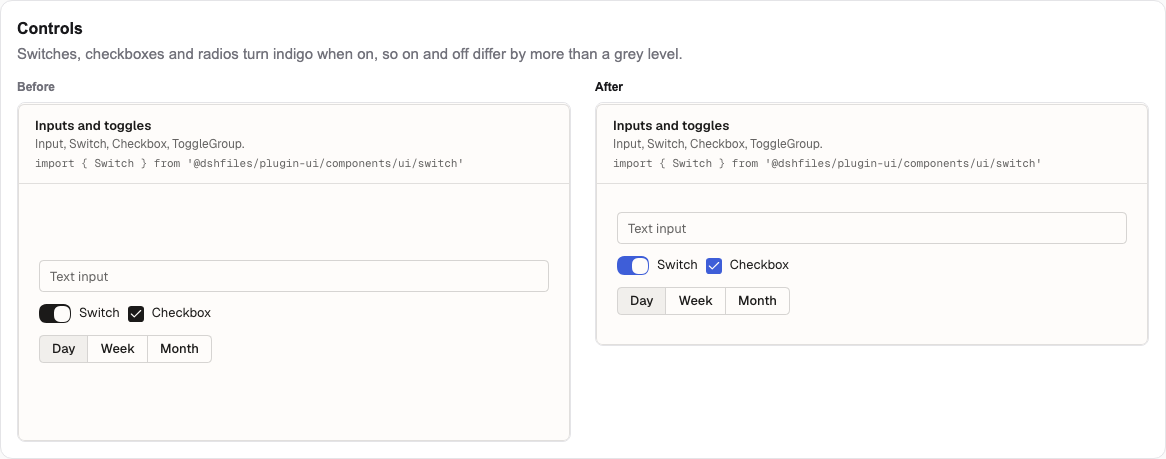 Controls
Switches, checkboxes and radios turn indigo when on, so on and off differ by more than a grey level.
Before
Inputs and toggles
Input, Switch, Checkbox, ToggleGroup.
import { Switch } from '@dshfiles/plugin-ui/components/ui/switch'
Text input
Switch Checkbox
Day Week Month
After
Inputs and toggles
Input, Switch, Checkbox, ToggleGroup.
import { Switch } from '@dshfiles/plugin-ui/components/ui/switch'
Text input
Switch Checkbox
Day Week Month